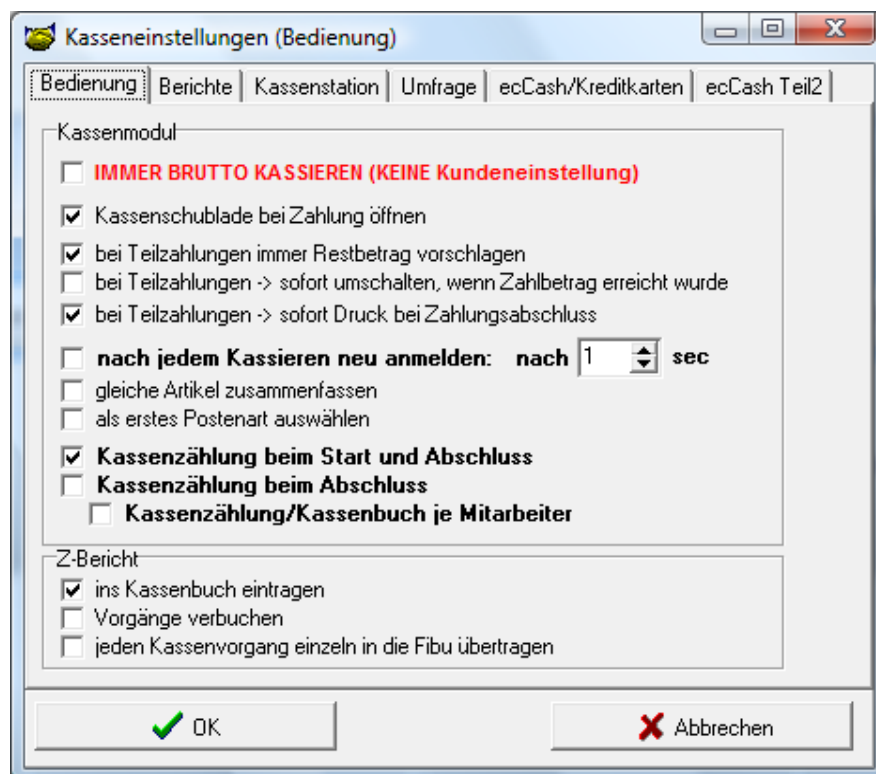 Kasseneinstellungen (Bedienung)
Bedienung Berichte Kassenstation Umfrage ecCash/Kreditkarten ecCash Teil2
Kassenmodul
IMMER BRUTTO KASSIEREN (KEINE Kundeneinstellung)
Kassenschublade bei Zahlung öffnen
bei Teilzahlungen immer Restbetrag vorschlagen
bei Teilzahlungen -> sofort umschalten, wenn Zahlbetrag erreicht wurde
bei Teilzahlungen -> sofort Druck bei Zahlungsabschluss
nach jedem Kassieren neu anmelden: nach 1 sec
gleiche Artikel zusammenfassen
als erstes Postenart auswählen
Kassenzählung beim Start und Abschluss
Kassenzählung beim Abschluss
Kassenzählung/Kassenbuch je Mitarbeiter
Z-Bericht
ins Kassenbuch eintragen
Vorgänge verbuchen
jeden Kassenvorgang einzeln in die Fibu übertragen
OK Abbrechen